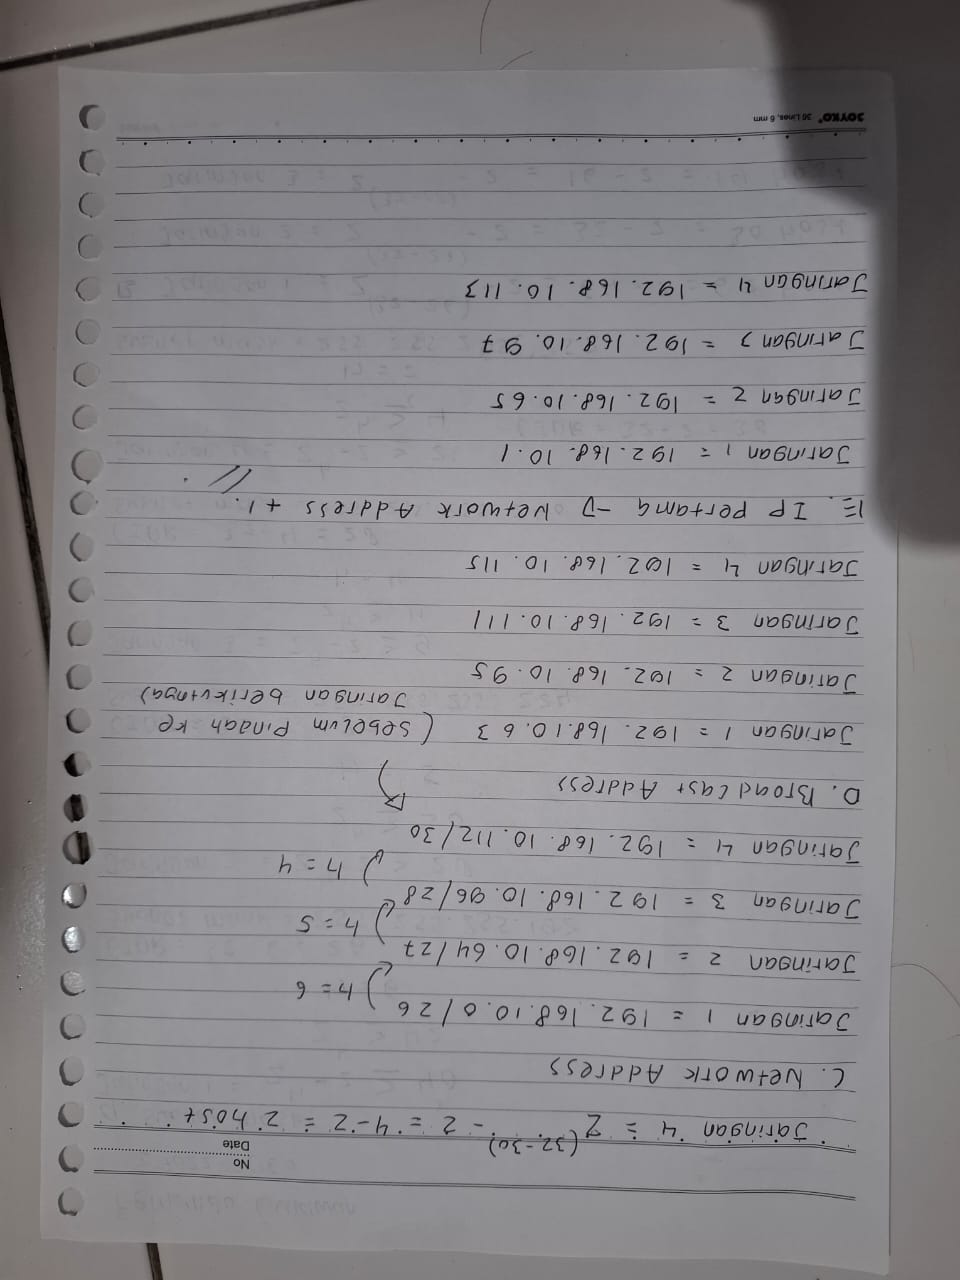 No
Date
Jaringan 4 = 2 (32-30) - 2 = 4-2 = 2 host
C. Network Address
Jaringan 1 = 192.168.10.0/26
h = 6
Jaringan 2 = 192.168.10.64/27
h = 5
Jaringan 3 = 192.168.10.96/28
h = 4
Jaringan 4 = 192.168.10.112/30
D. Broadcast Address
Jaringan 1 = 192.168.10.63 (Sebelum Pindah ke
Jaringan berikutnya)
Jaringan 2 = 192.168.10.95
Jaringan 3 = 192.168.10.111
Jaringan 4 = 192.168.10.115
E. IP Pertama → Network Address + 1.
Jaringan 1 = 192.168.10.1
Jaringan 2 = 192.168.10.65
Jaringan 3 = 192.168.10.97
Jaringan 4 = 192.168.10.113
JOYKO® 36 Lines, 6 mm